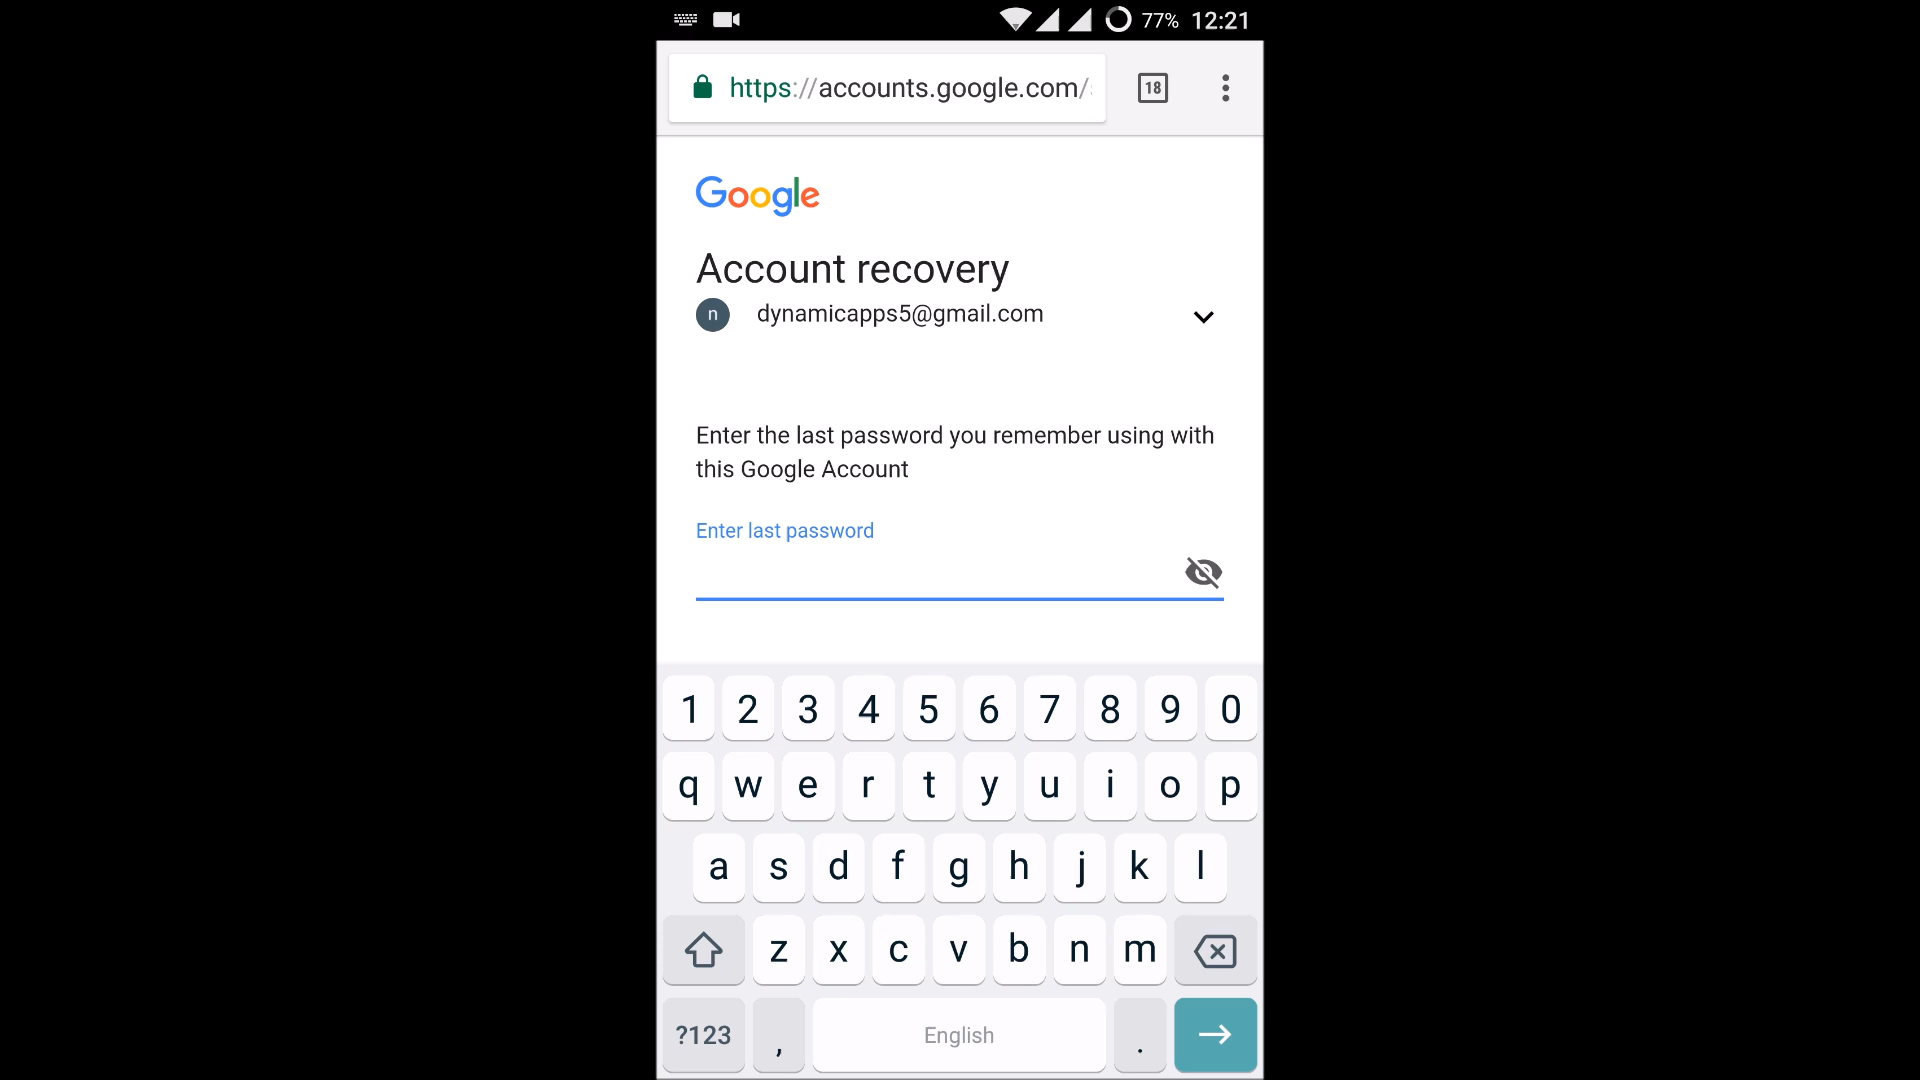 77% 12:21
https://accounts.google.com/
18
Google
Account recovery
n dynamicapps5@gmail.com
Enter the last password you remember using with
this Google Account
Enter last password
1 2 3 4 5 6 7 8 9 0
q w e r t y u i o p
a s d f g h j k l
z x c v b n m
?123 , English .